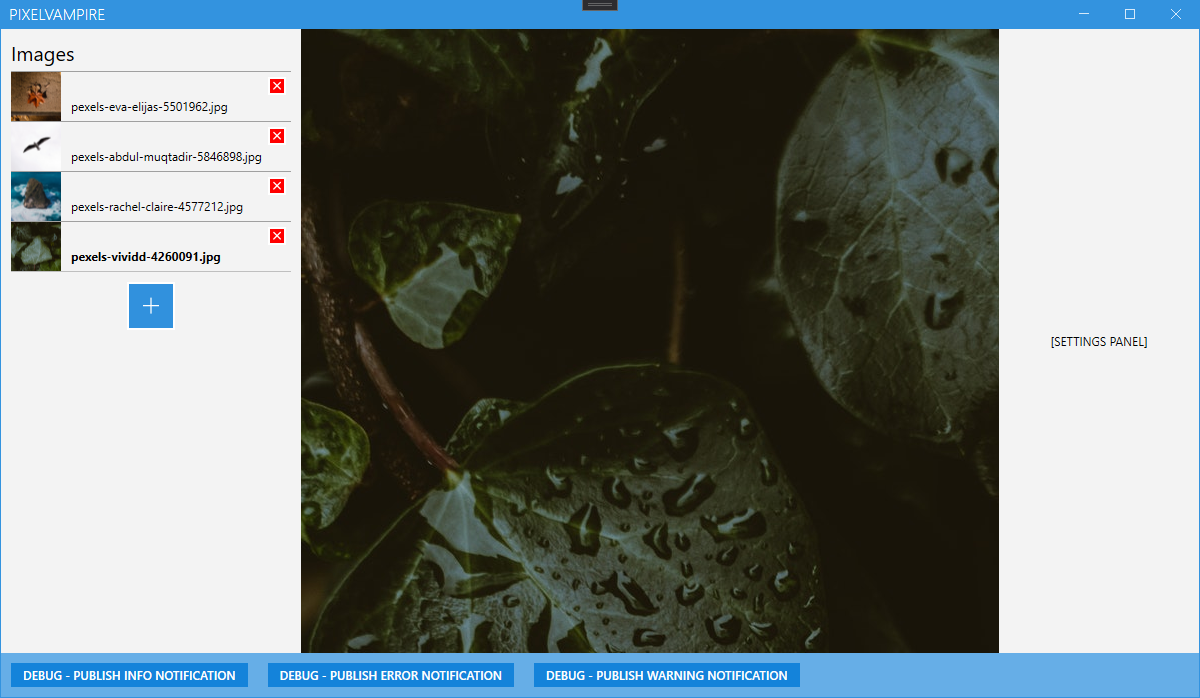 PIXELVAMPIRE
Images
pexels-eva-elijas-5501962.jpg
pexels-abdul-muqtadir-5846898.jpg
pexels-rachel-claire-4577212.jpg
pexels-vividd-4260091.jpg
[SETTINGS PANEL]
DEBUG - PUBLISH INFO NOTIFICATION
DEBUG - PUBLISH ERROR NOTIFICATION
DEBUG - PUBLISH WARNING NOTIFICATION